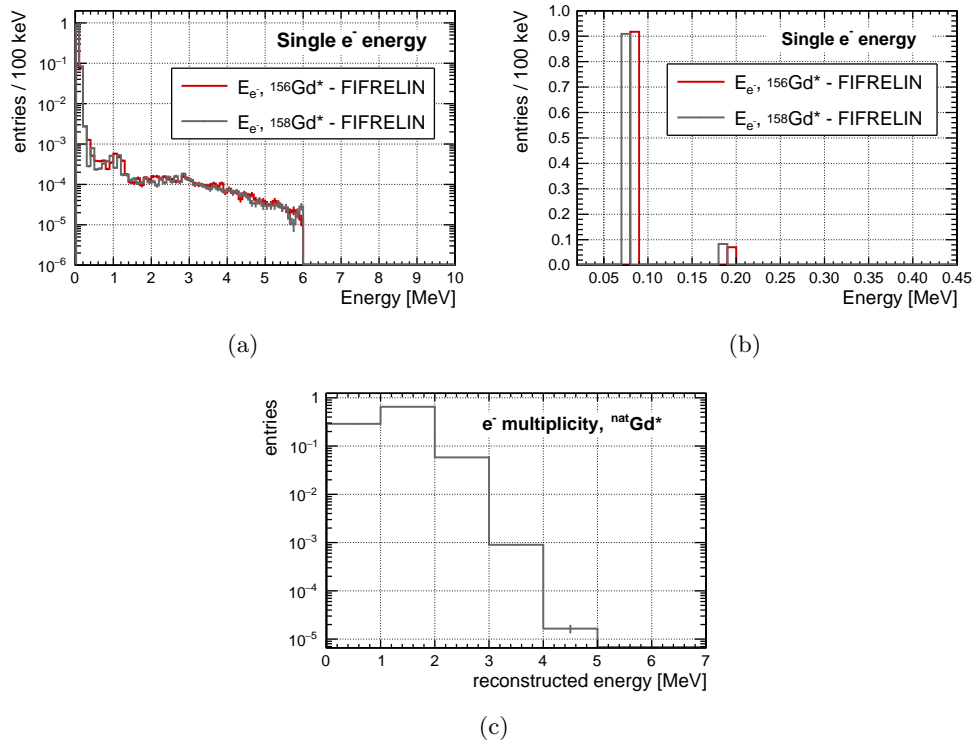 Single e⁻ energy
E_e⁻, ¹⁵⁶Gd* - FIFRELIN
E_e⁻, ¹⁵⁸Gd* - FIFRELIN
entries / 100 keV
1
10⁻¹
10⁻²
10⁻³
10⁻⁴
10⁻⁵
10⁻⁶
0 1 2 3 4 5 6 7 8 9 10
Energy [MeV]
(a)
Single e⁻ energy
E_e⁻, ¹⁵⁶Gd* - FIFRELIN
E_e⁻, ¹⁵⁸Gd* - FIFRELIN
entries / 100 keV
1.0
0.9
0.8
0.7
0.6
0.5
0.4
0.3
0.2
0.1
0.0
0.05 0.10 0.15 0.20 0.25 0.30 0.35 0.40 0.45
Energy [MeV]
(b)
e⁻ multiplicity, ⁿᵃᵗGd*
entries
1
10⁻¹
10⁻²
10⁻³
10⁻⁴
10⁻⁵
0 1 2 3 4 5 6 7
reconstructed energy [MeV]
(c)